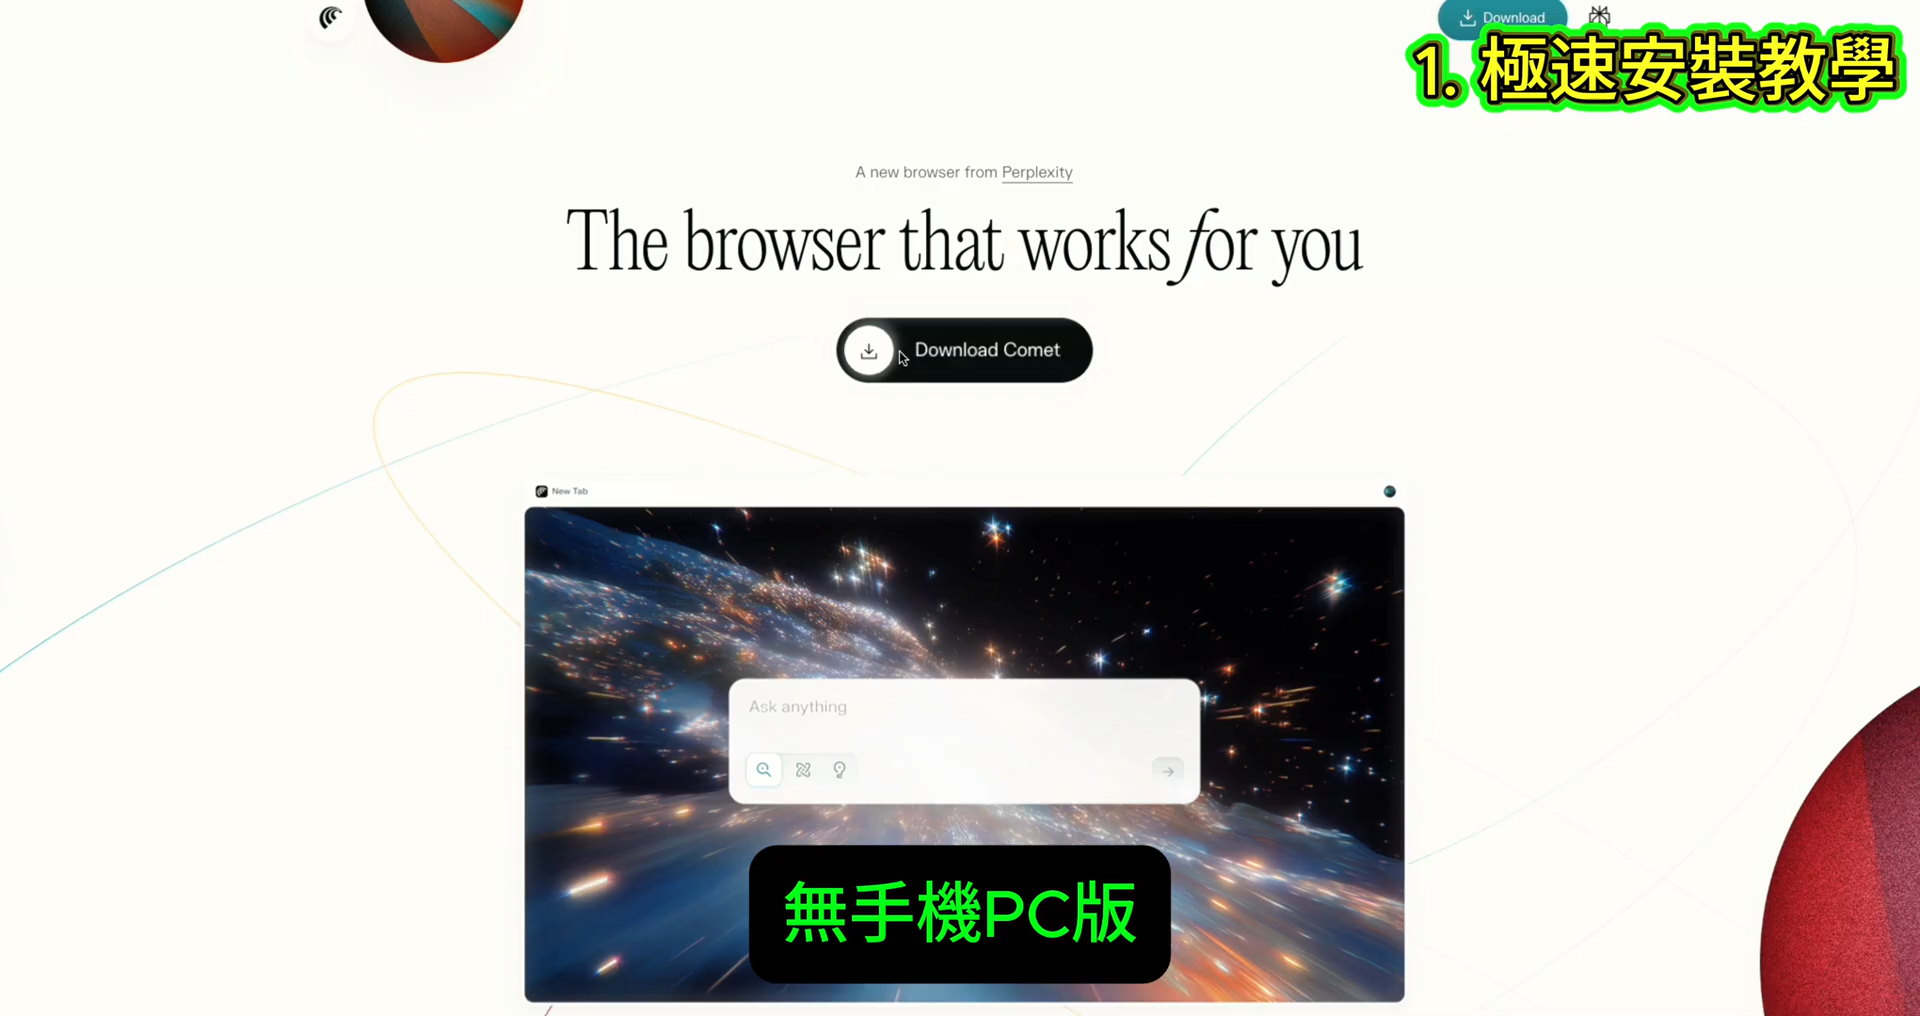 Download
1. 極速安裝教學
A new browser from Perplexity
The browser that works for you
Download Comet
New Tab
Ask anything
無手機PC版